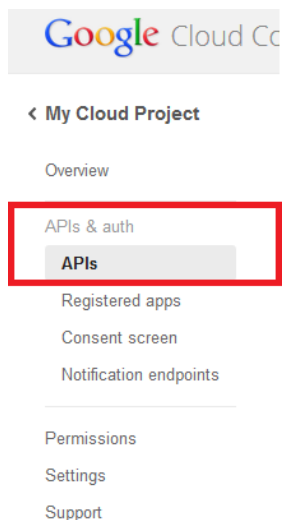 Google Cloud Co
< My Cloud Project
Overview
APIs & auth
APIs
Registered apps
Consent screen
Notification endpoints
Permissions
Settings
Support